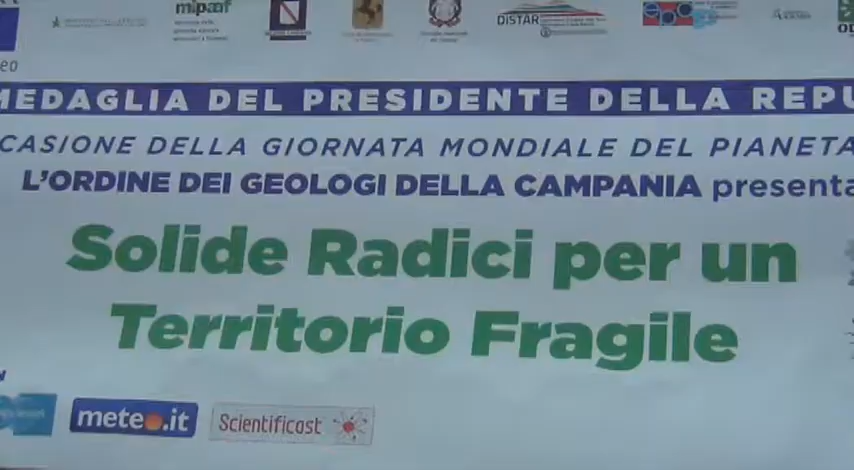 mipaaf
DiSTAR
epc
MEDAGLIA DEL PRESIDENTE DELLA REPU
CASIONE DELLA GIORNATA MONDIALE DEL PIANETA
L'ORDINE DEI GEOLOGI DELLA CAMPANIA presenta
Solide Radici per un
Territorio Fragile
meteo.it
Scientificast